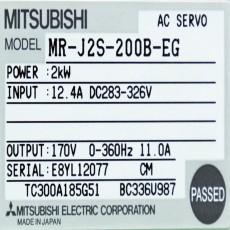 MITSUBISHI AC SERVO
MODEL MR-J2S-200B-EG
POWER : 2kW
INPUT : 12.4A DC283-326V
OUTPUT: 170V 0-360Hz 11.0A
SERIAL: E8YL12077 CM
TC300A185G51 BC336U987
MITSUBISHI ELECTRIC CORPORATION
MADE IN JAPAN
PASSED